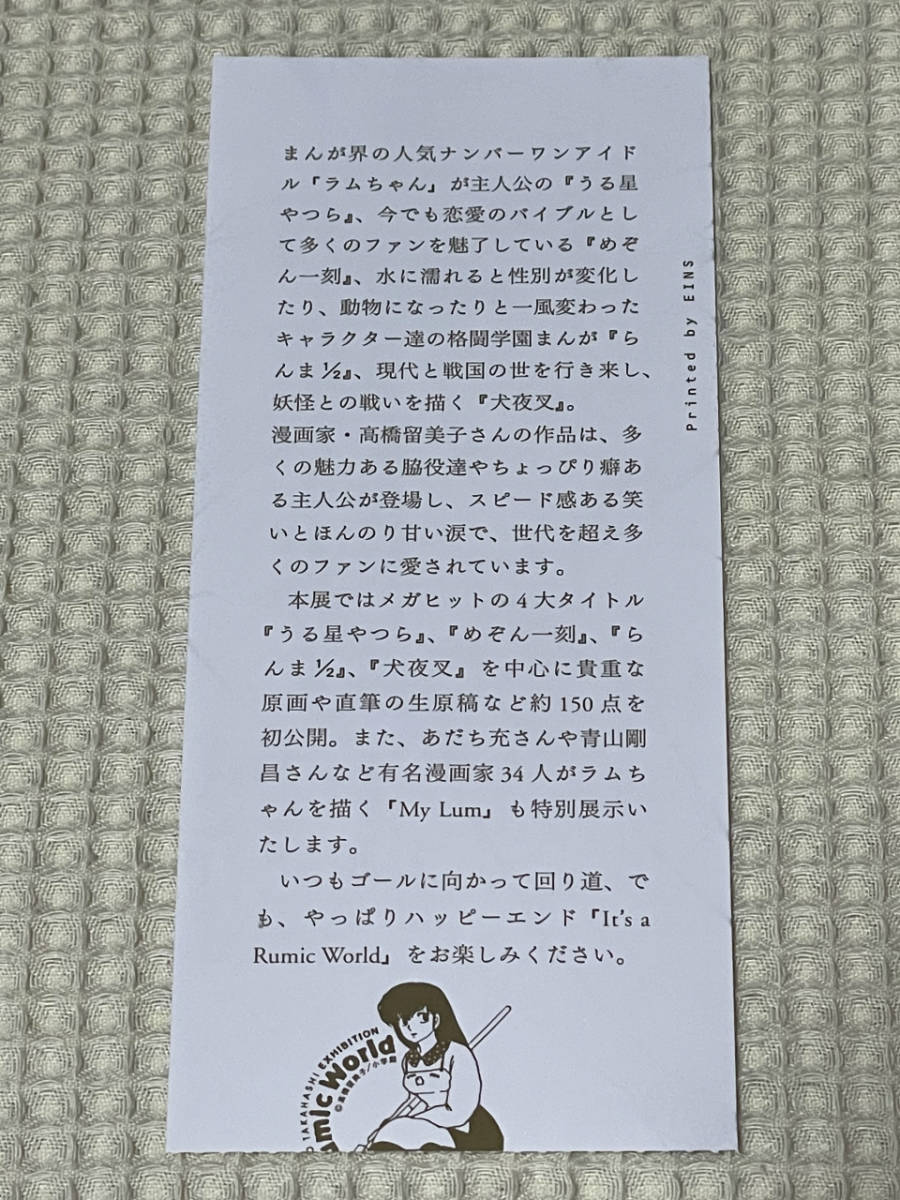 まんが界の人気ナンバーワンアイド
ル「ラムちゃん」が主人公の『うる星
やつら』、今でも恋愛のバイブルとし
て多くのファンを魅了している『めぞ
ん一刻』、水に濡れると性別が変化し
たり、動物になったりと一風変わった
キャラクター達の格闘学園まんが『ら
んま½』、現代と戦国の世を行き来し、
妖怪との戦いを描く『犬夜叉』。
漫画家・高橋留美子さんの作品は、多
くの魅力ある脇役達やちょっぴり癖あ
る主人公が登場し、スピード感ある笑
いとほんのり甘い涙で、世代を超え多
くのファンに愛されています。
本展ではメガヒットの4大タイトル
『うる星やつら』、『めぞん一刻』、『ら
んま½』、『犬夜叉』を中心に貴重な
原画や直筆の生原稿など約150点を
初公開。また、あだち充さんや青山剛
昌さんなど有名漫画家34人がラムち
ゃんを描く「My Lum」も特別展示い
たします。
いつもゴールに向かって回り道、で
も、やっぱりハッピーエンド『It's a
Rumic World』をお楽しみください。
Printed by EINS
O TAKAHASHI EXHIBITION
umic World
©高橋留美子/小学館